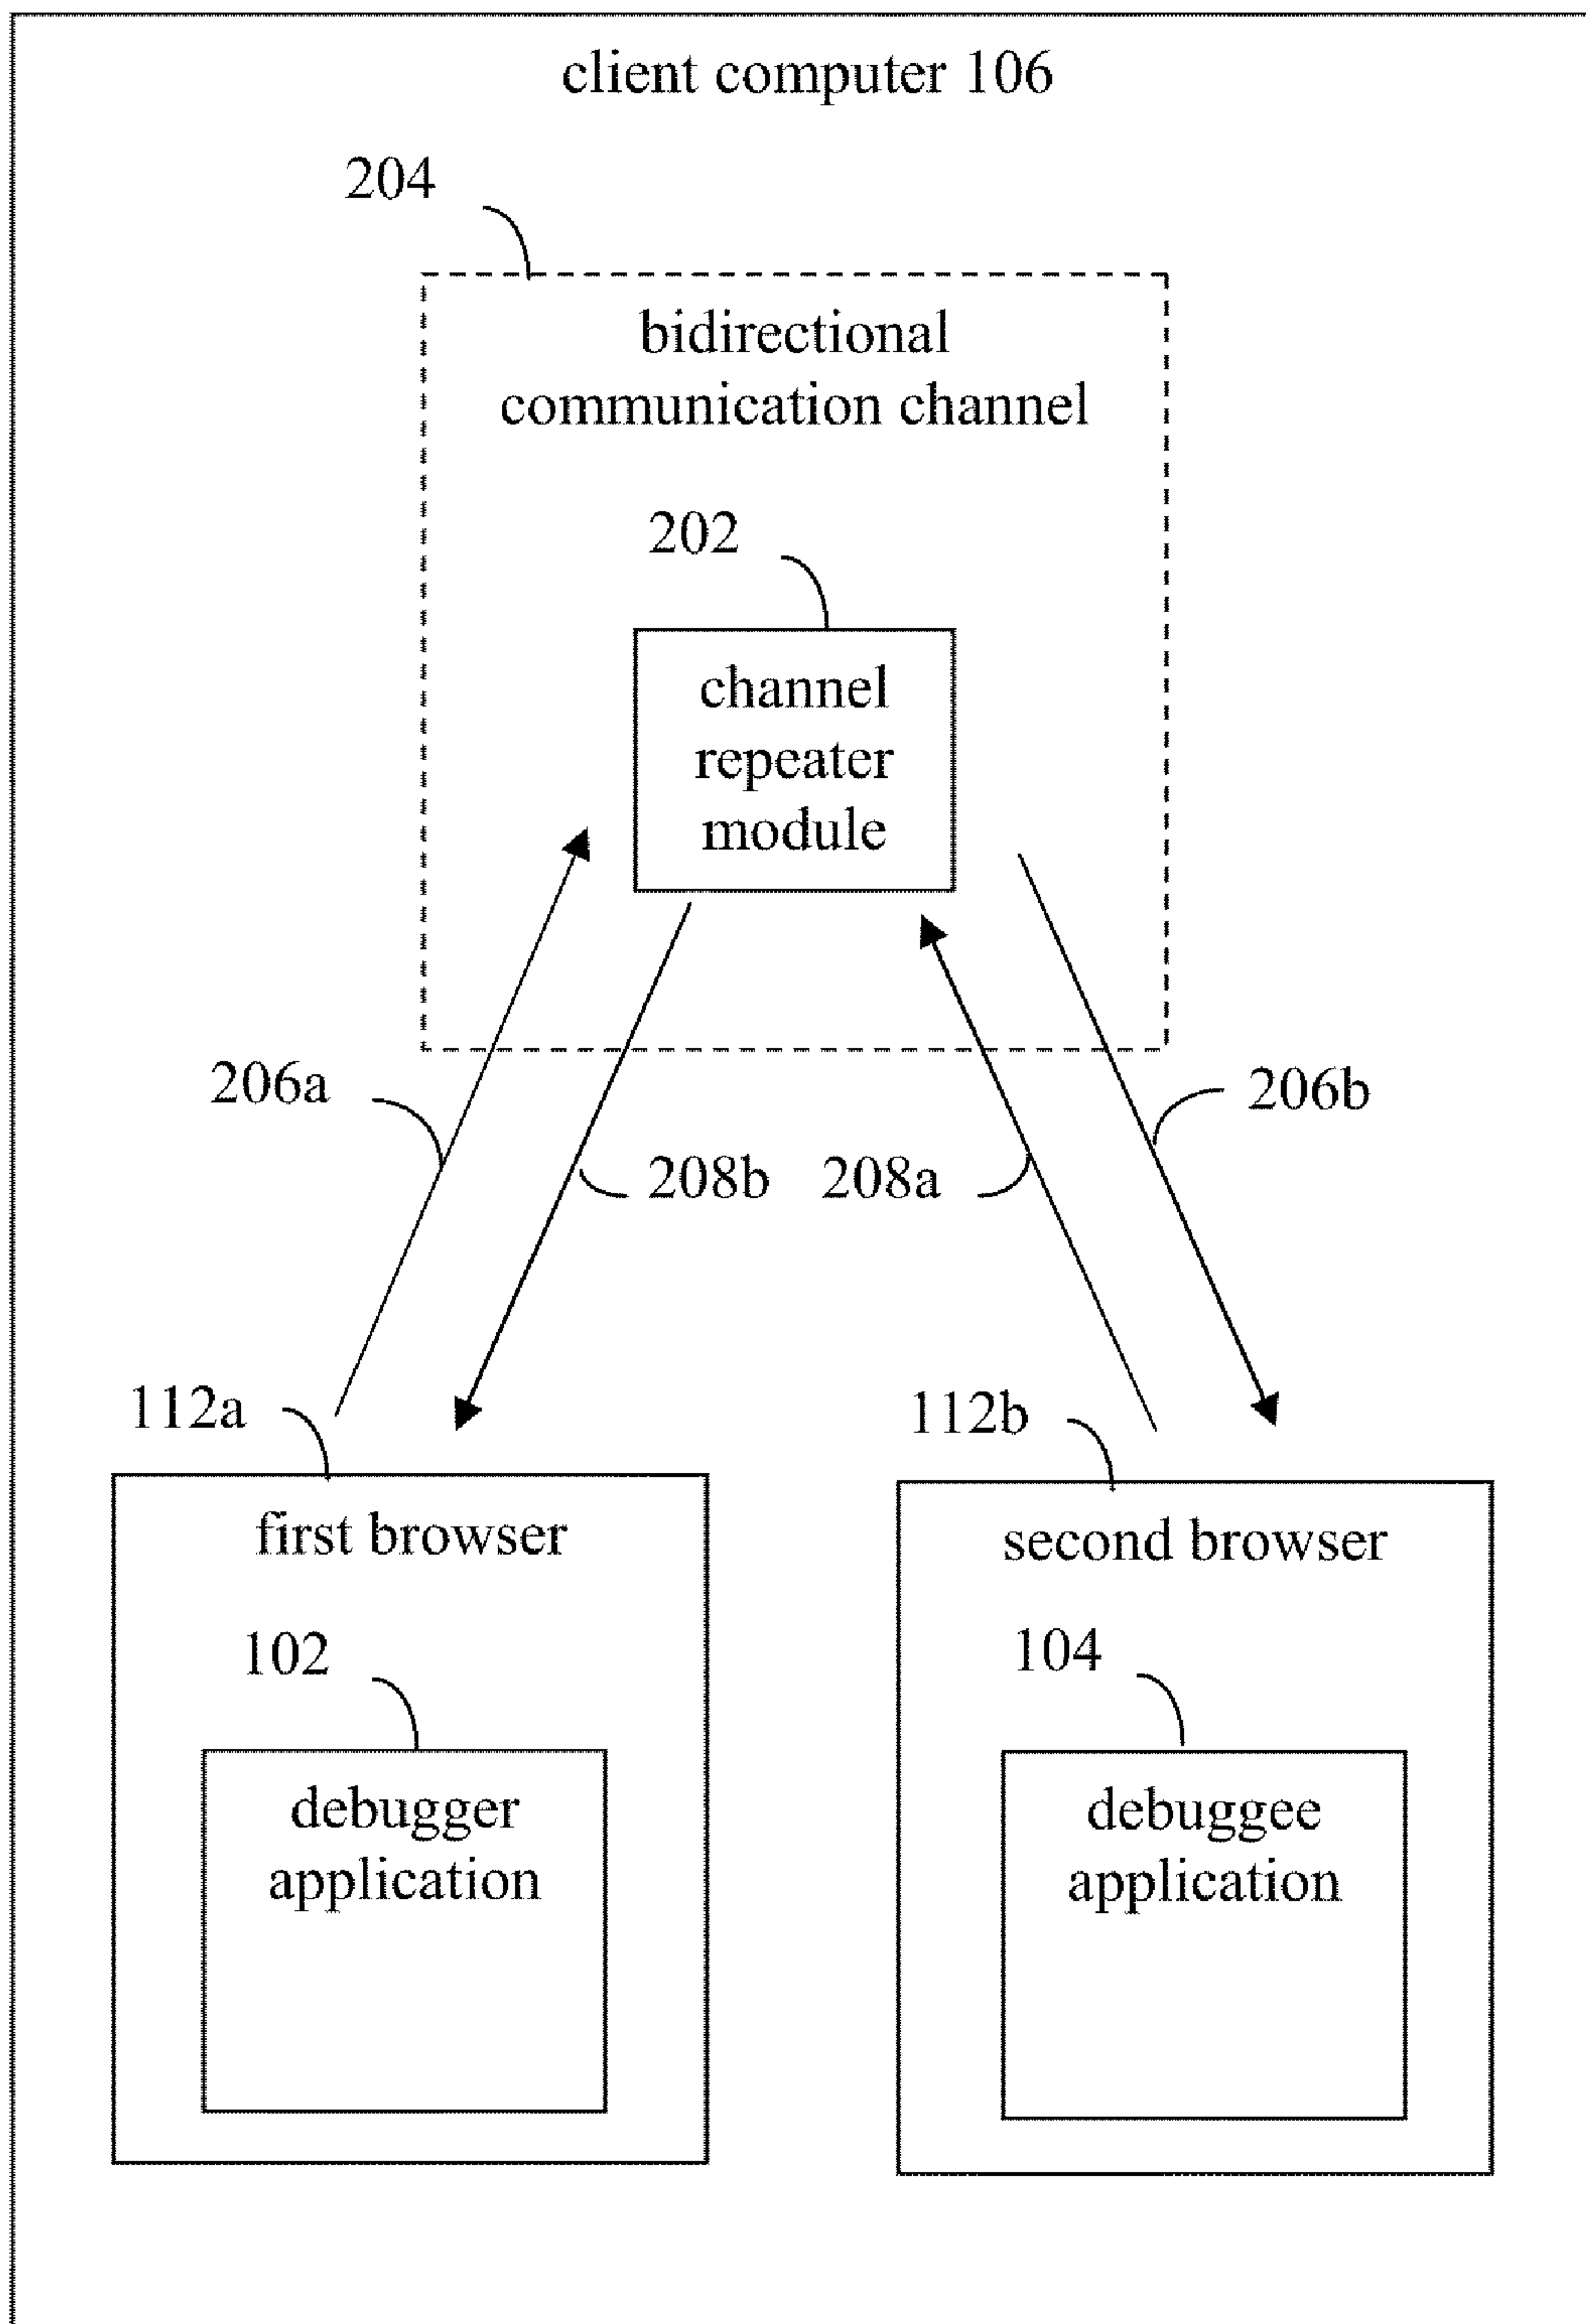 client computer 106
204
bidirectional
communication channel
202
channel
repeater
module
206a
206b
208b
208a
112a
112b
first browser
second browser
102
104
debugger
application
debuggee
application